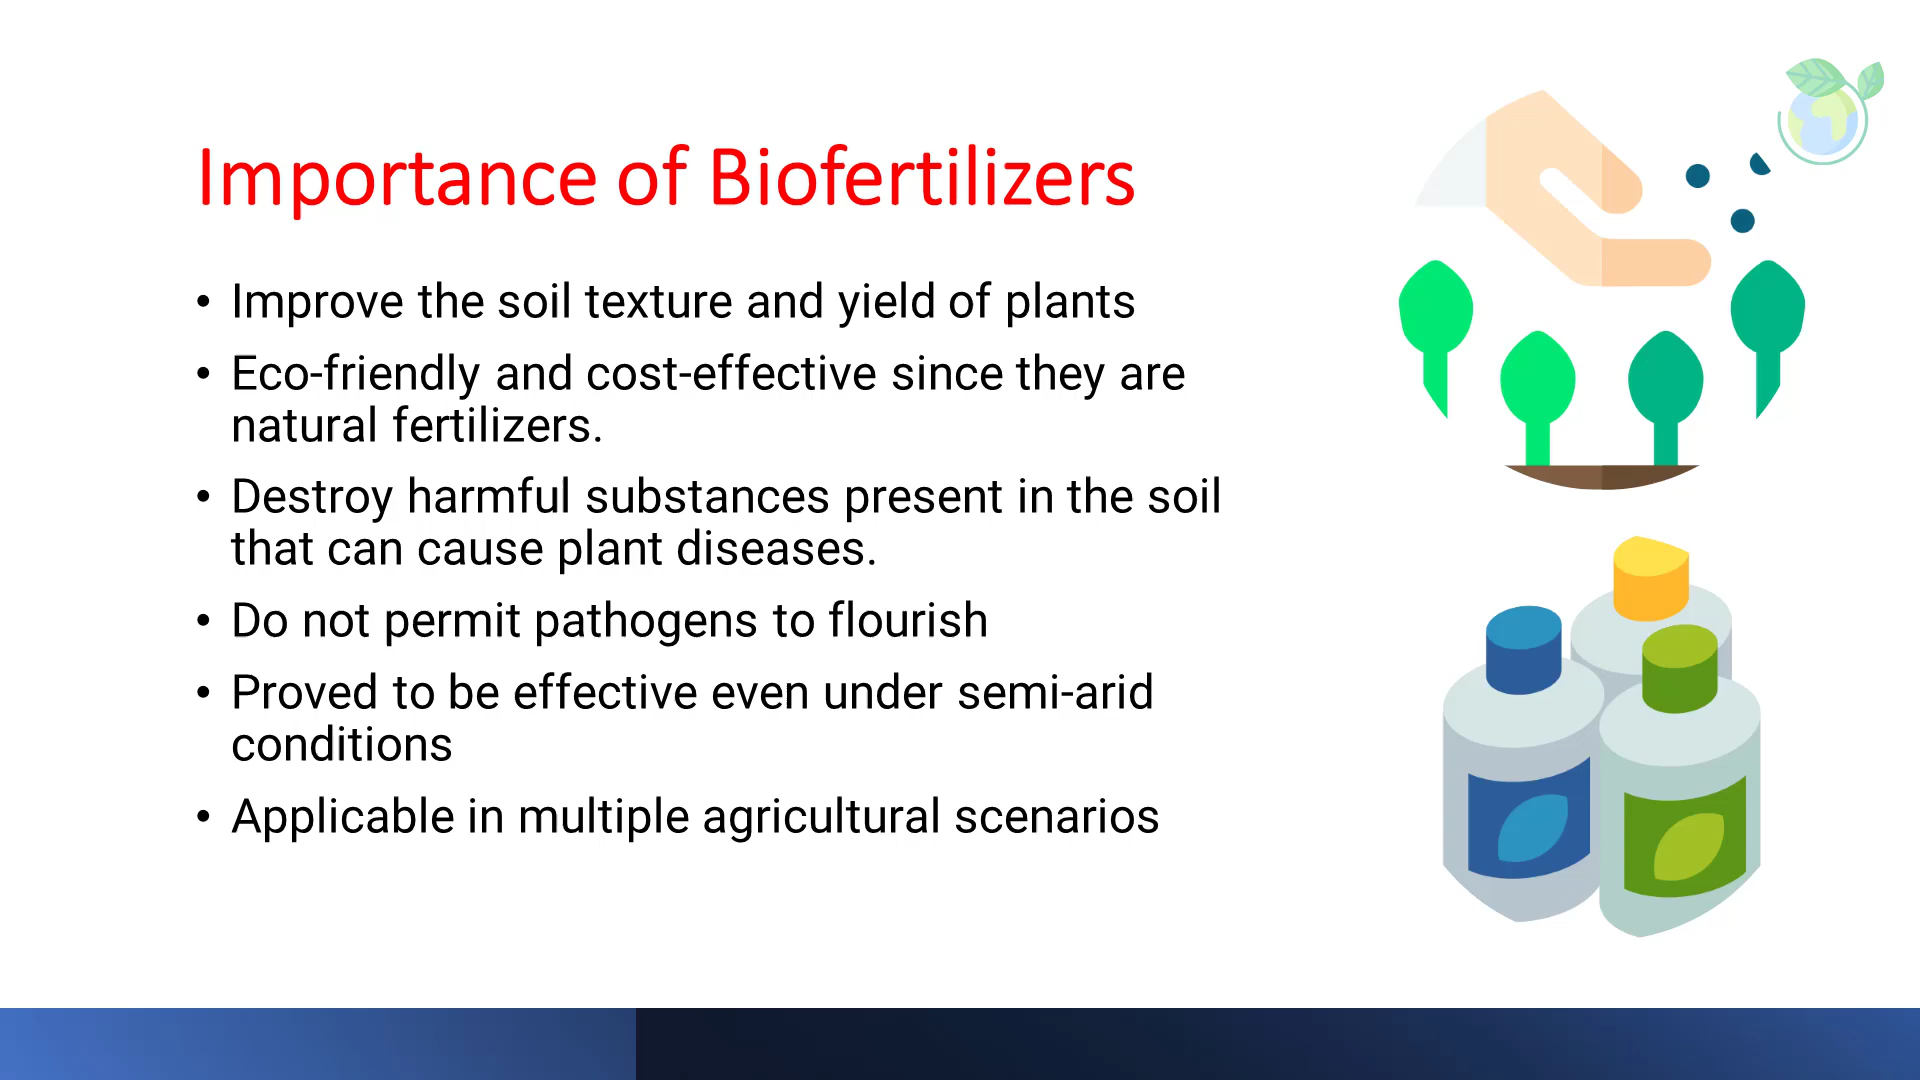 Importance of Biofertilizers
• Improve the soil texture and yield of plants
• Eco-friendly and cost-effective since they are
natural fertilizers.
• Destroy harmful substances present in the soil
that can cause plant diseases.
• Do not permit pathogens to flourish
• Proved to be effective even under semi-arid
conditions
• Applicable in multiple agricultural scenarios